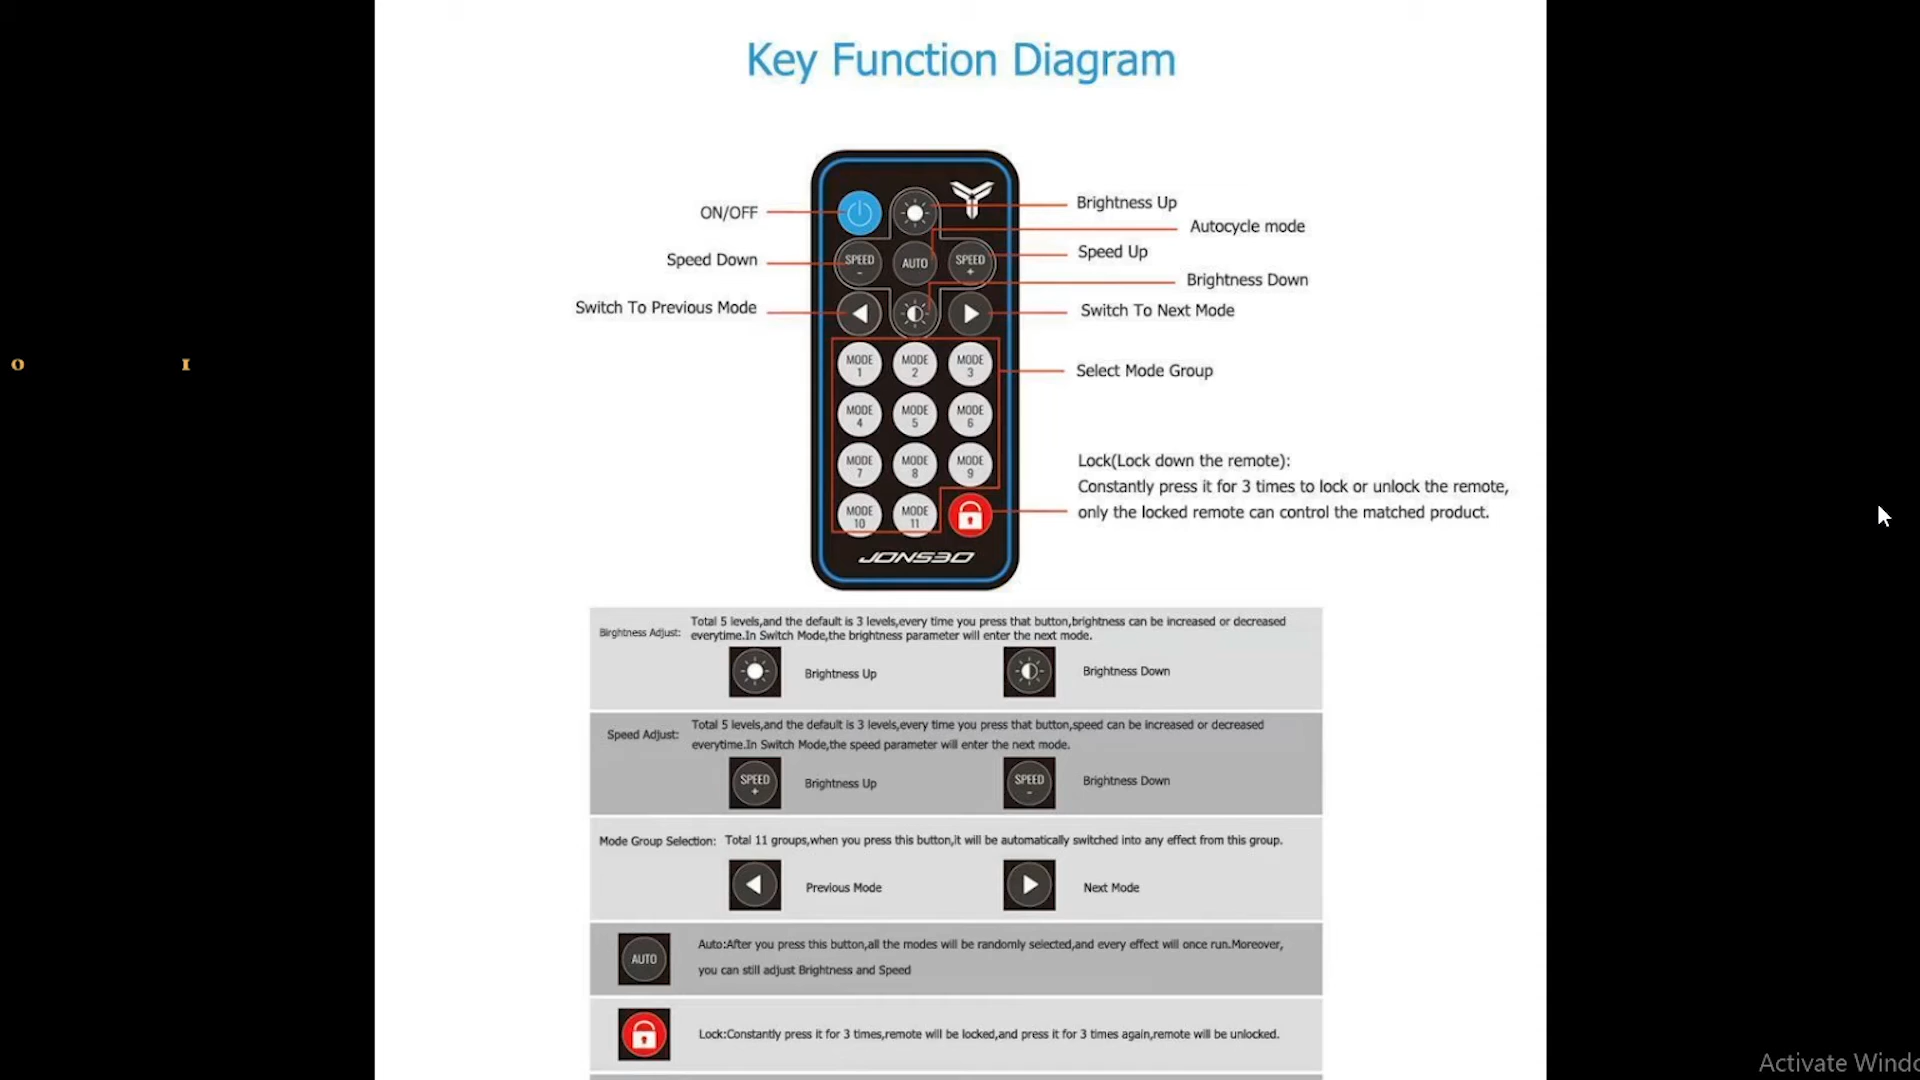 Key Function Diagram
ON/OFF
Brightness Up
Autocycle mode
Speed Down
Speed Up
Brightness Down
Switch To Previous Mode
Switch To Next Mode
SPEED
-
AUTO
SPEED
+
MODE
1
MODE
2
MODE
3
Select Mode Group
MODE
4
MODE
5
MODE
6
MODE
7
MODE
8
MODE
9
MODE
10
MODE
11
Lock(Lock down the remote):
Constantly press it for 3 times to lock or unlock the remote,
only the locked remote can control the matched product.
JONSBO
o
I
Birghtness Adjust:
Total 5 levels,and the default is 3 levels,every time you press that button,brightness can be increased or decreased
everytime.In Switch Mode,the brightness parameter will enter the next mode.
Brightness Up
Brightness Down
Speed Adjust:
Total 5 levels,and the default is 3 levels,every time you press that button,speed can be increased or decreased
everytime.In Switch Mode,the speed parameter will enter the next mode.
SPEED
+
Brightness Up
SPEED
-
Brightness Down
Mode Group Selection: Total 11 groups,when you press this button,it will be automatically switched into any effect from this group.
Previous Mode
Next Mode
AUTO
Auto:After you press this button,all the modes will be randomly selected,and every effect will once run.Moreover,
you can still adjust Brightness and Speed
Lock:Constantly press it for 3 times,remote will be locked,and press it for 3 times again,remote will be unlocked.
Activate Windo